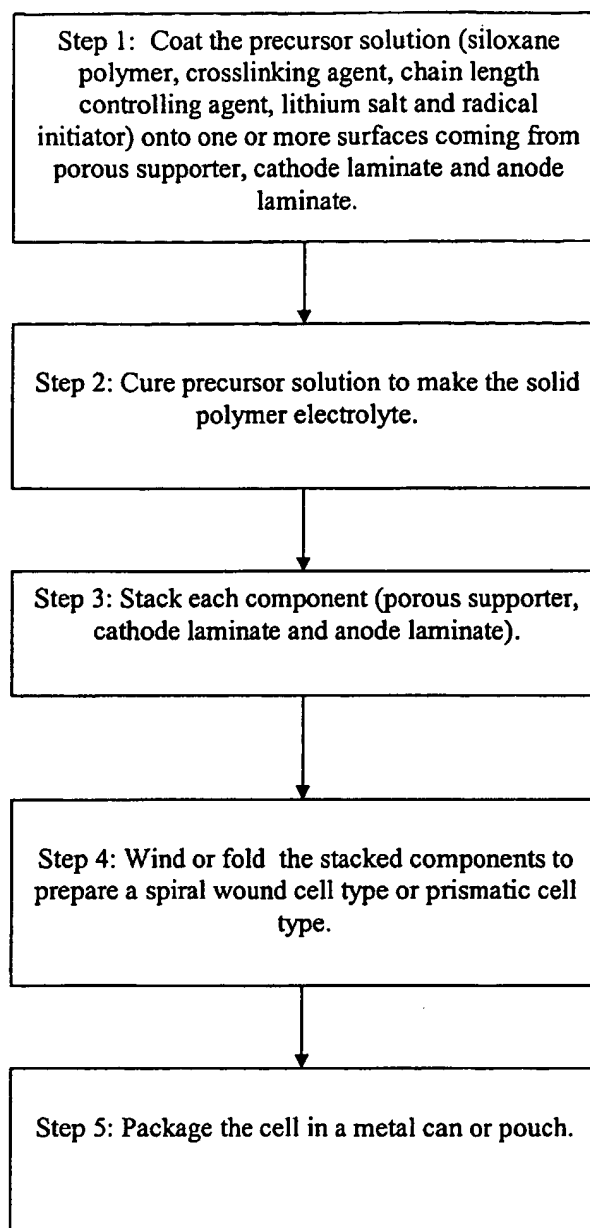 Step 1: Coat the precursor solution (siloxane
polymer, crosslinking agent, chain length
controlling agent, lithium salt and radical
initiator) onto one or more surfaces coming from
porous supporter, cathode laminate and anode
laminate.
Step 2: Cure precursor solution to make the solid
polymer electrolyte.
Step 3: Stack each component (porous supporter,
cathode laminate and anode laminate).
Step 4: Wind or fold the stacked components to
prepare a spiral wound cell type or prismatic cell
type.
Step 5: Package the cell in a metal can or pouch.